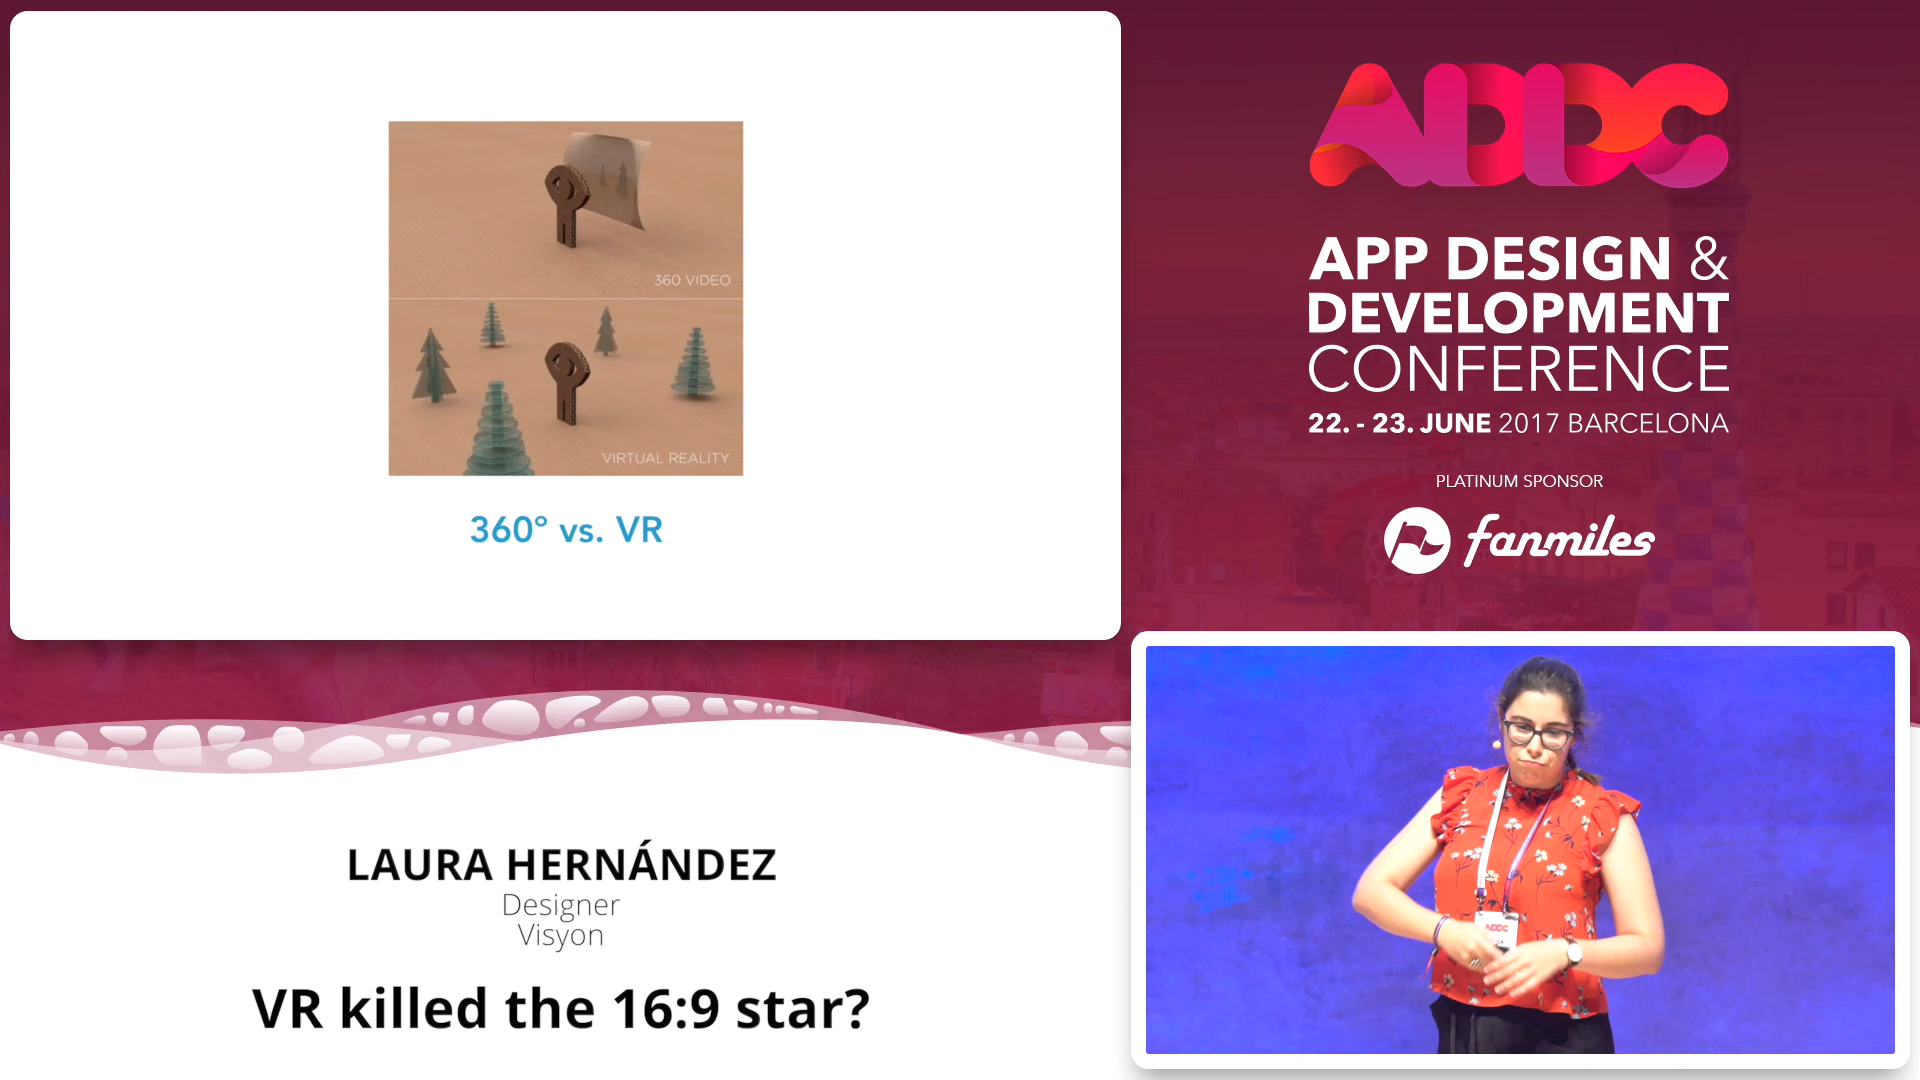 360 VIDEO
VIRTUAL REALITY
360° vs. VR
ADDC
APP DESIGN &
DEVELOPMENT
CONFERENCE
22. - 23. JUNE 2017 BARCELONA
PLATINUM SPONSOR
fanmiles
LAURA HERNÁNDEZ
Designer
Visyon
VR killed the 16:9 star?
ADDC